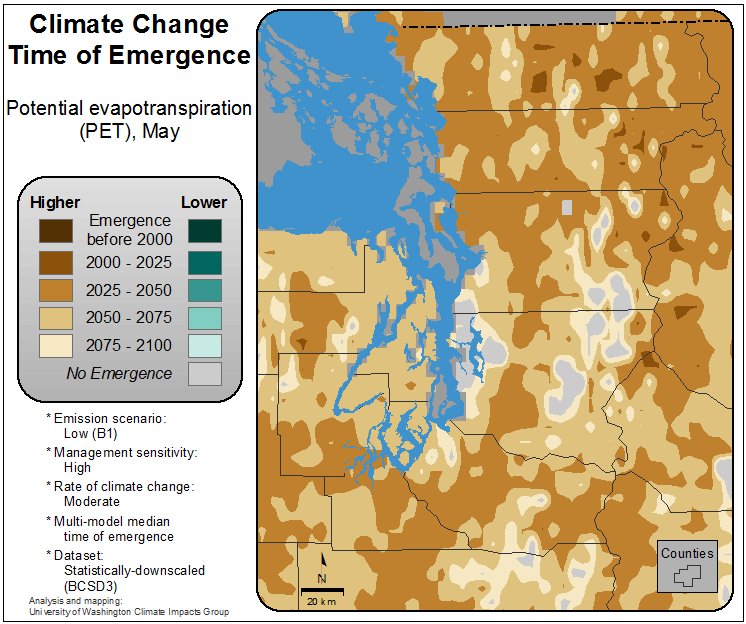 Climate Change
Time of Emergence
Potential evapotranspiration
(PET), May
Higher Lower
Emergence
before 2000
2000 - 2025
2025 - 2050
2050 - 2075
2075 - 2100
No Emergence
* Emission scenario:
Low (B1)
* Management sensitivity:
High
* Rate of climate change:
Moderate
* Multi-model median
time of emergence
* Dataset:
Statistically-downscaled
(BCSD3)
Analysis and mapping:
University of Washington Climate Impacts Group
N
20 km
Counties